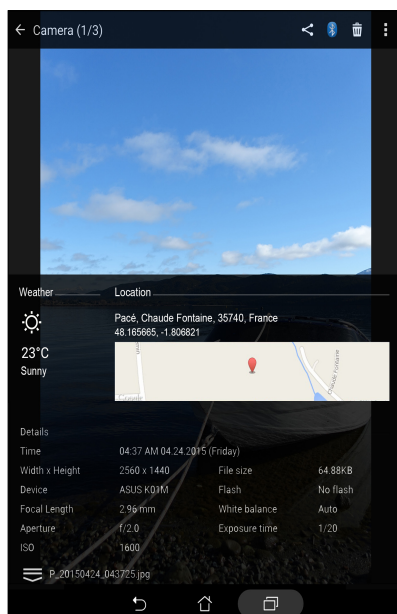 Camera (1/3)
Weather Location
Pacé, Chaude Fontaine, 35740, France
48.165665, -1.806821
23°C
Sunny
Chaude Fontaine
Details
Time 04:37 AM 04.24.2015 (Friday)
Width x Height 2560 x 1440 File size 64.88KB
Device ASUS K01M Flash No flash
Focal Length 2.96 mm White balance Auto
Aperture f/2.0 Exposure time 1/20
ISO 1600
P_20150424_043725.jpg